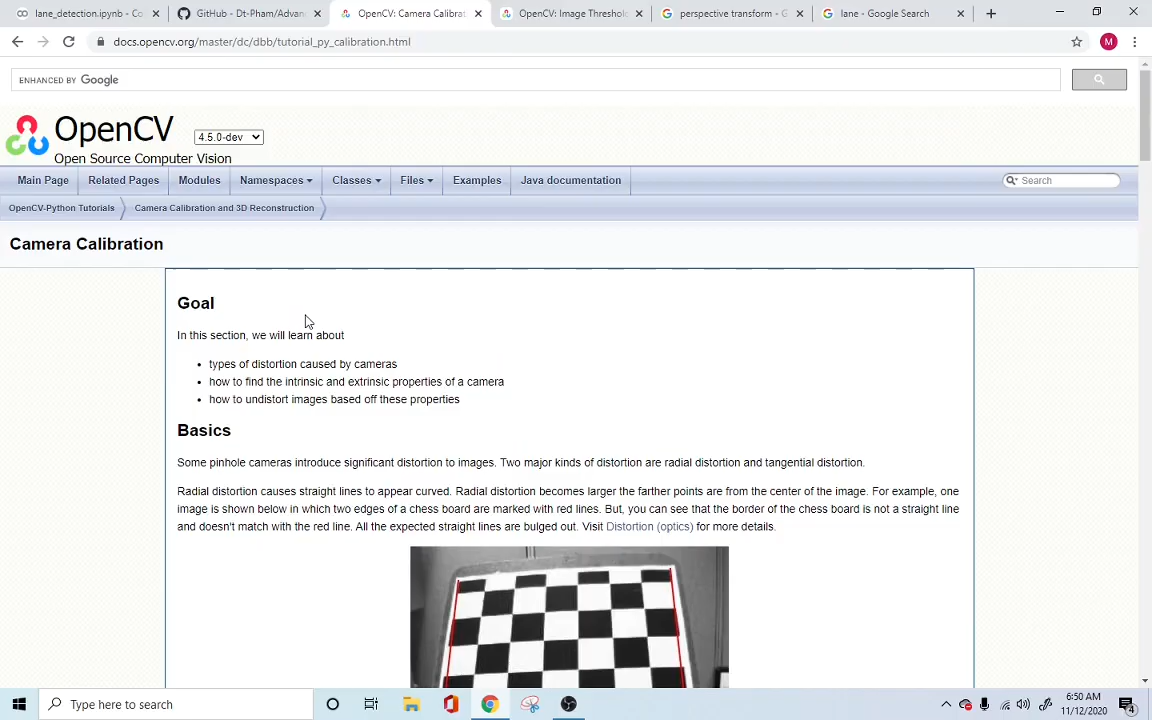 lane_detection.ipynb - Co
GitHub - Dt-Pham/Advan
OpenCV: Camera Calibrat
OpenCV: Image Threshol
perspective transform - G
lane - Google Search
docs.opencv.org/master/dc/dbb/tutorial_py_calibration.html
M
ENHANCED BY Google
OpenCV
4.5.0-dev
Open Source Computer Vision
Main Page
Related Pages
Modules
Namespaces
Classes
Files
Examples
Java documentation
Search
OpenCV-Python Tutorials
Camera Calibration and 3D Reconstruction
Camera Calibration
Goal
In this section, we will learn about
types of distortion caused by cameras
how to find the intrinsic and extrinsic properties of a camera
how to undistort images based off these properties
Basics
Some pinhole cameras introduce significant distortion to images. Two major kinds of distortion are radial distortion and tangential distortion.
Radial distortion causes straight lines to appear curved. Radial distortion becomes larger the farther points are from the center of the image. For example, one
image is shown below in which two edges of a chess board are marked with red lines. But, you can see that the border of the chess board is not a straight line
and doesn't match with the red line. All the expected straight lines are bulged out. Visit Distortion (optics) for more details.
Type here to search
6:50 AM
11/12/2020
4